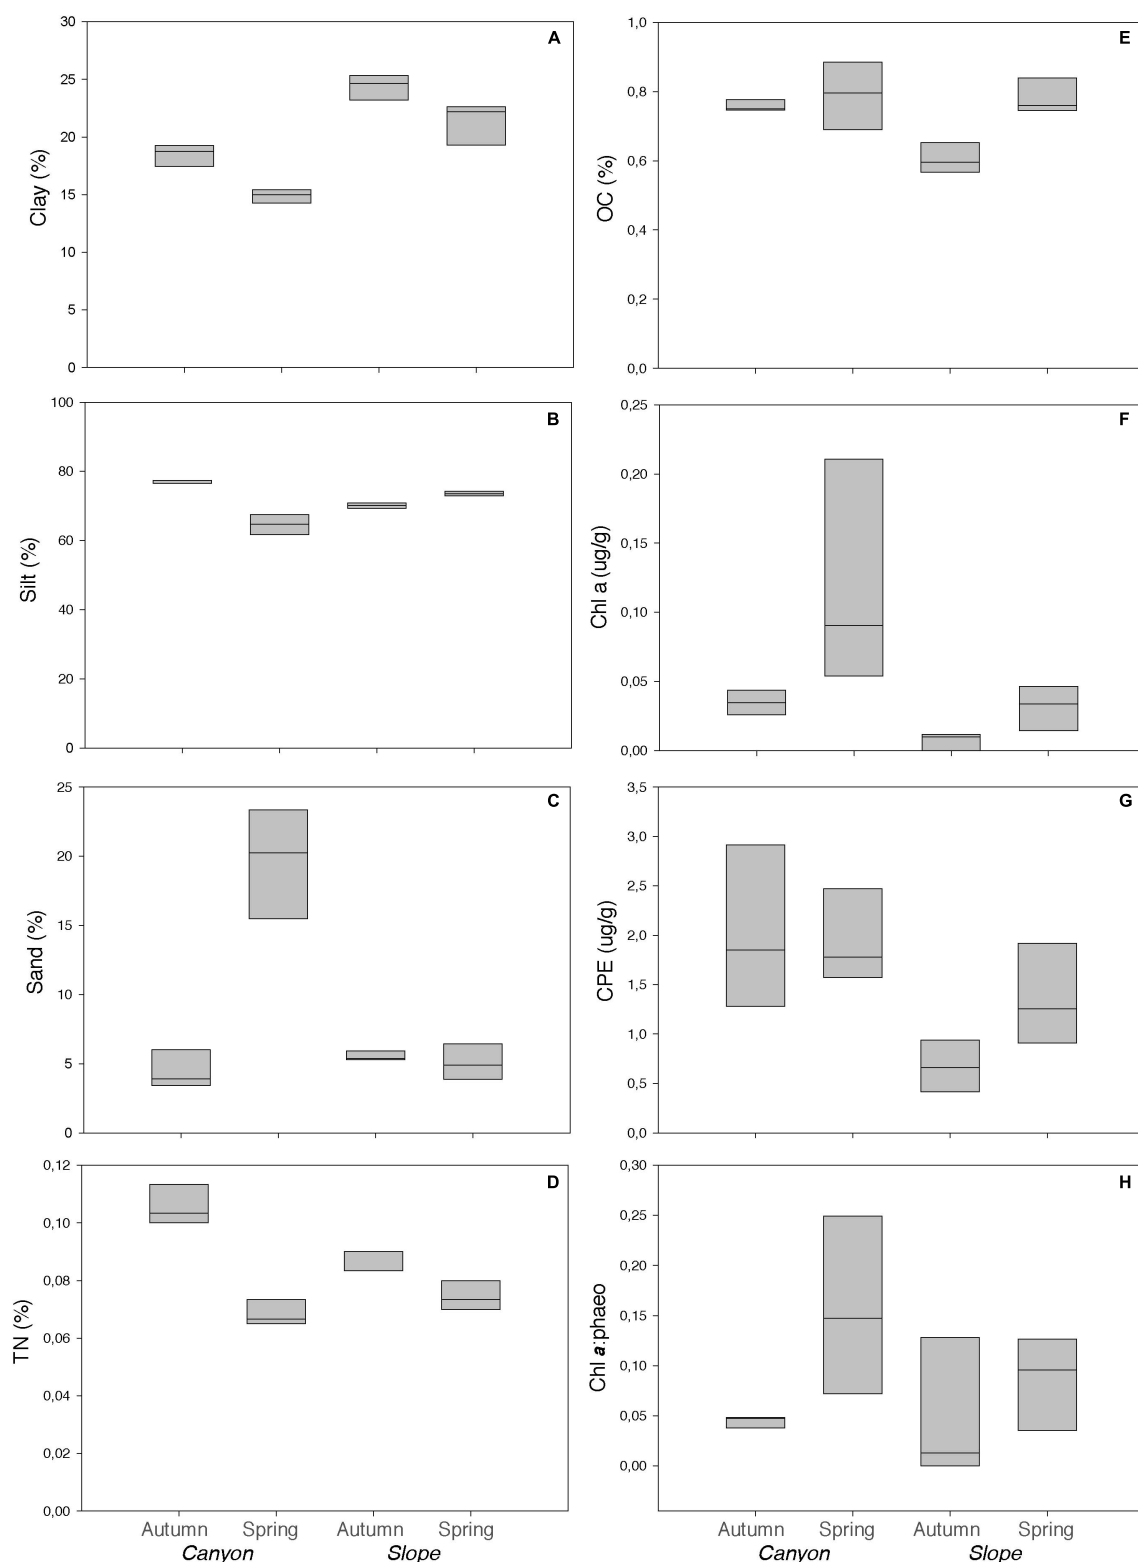 A
Clay (%)
30
25
20
15
10
5
0
B
Silt (%)
100
80
60
40
20
0
C
Sand (%)
25
20
15
10
5
0
D
TN (%)
0,12
0,10
0,08
0,06
0,04
0,02
0,00
Autumn Spring Autumn Spring
Canyon Slope
E
OC (%)
1,0
0,8
0,6
0,4
0,2
0,0
F
Chl a (ug/g)
0,25
0,20
0,15
0,10
0,05
0,00
G
CPE (ug/g)
3,5
3,0
2,5
2,0
1,5
1,0
0,5
0,0
H
Chl a:phaeo
0,30
0,25
0,20
0,15
0,10
0,05
0,00
Autumn Spring Autumn Spring
Canyon Slope